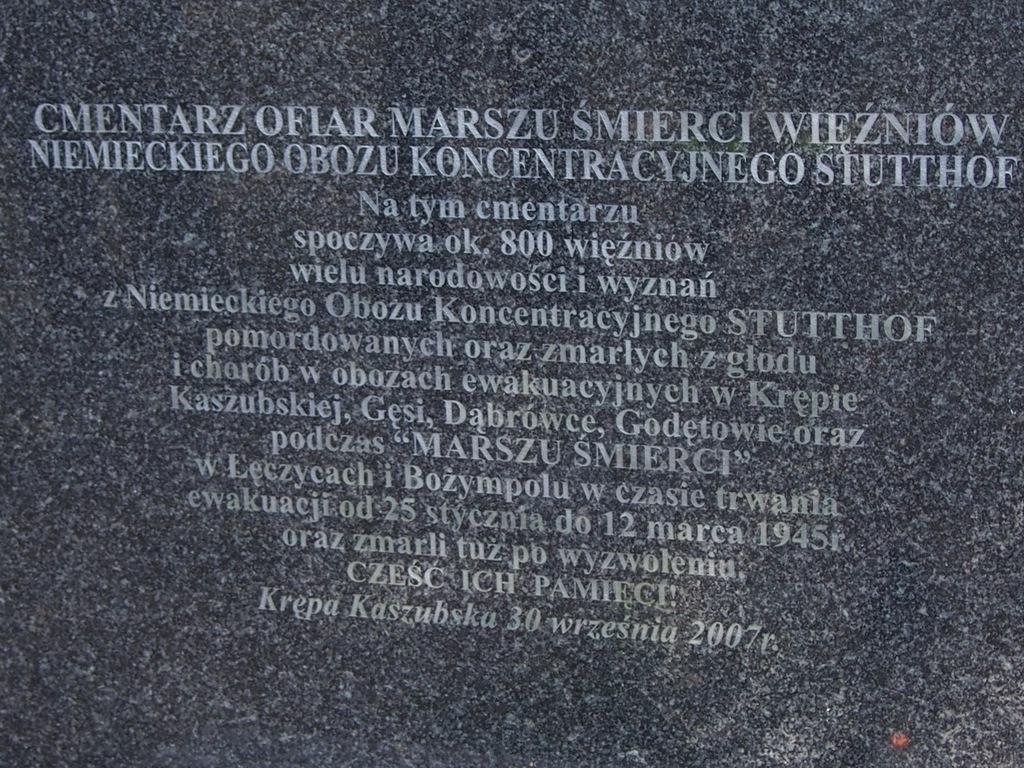 CMENTARZ OFIAR MARSZU ŚMIERCI WIĘŹNIÓW
NIEMIECKIEGO OBOZU KONCENTRACYJNEGO STUTTHOF
Na tym cmentarzu
spoczywa ok. 800 więźniów
wielu narodowości i wyznań
z Niemieckiego Obozu Koncentracyjnego STUTTHOF
pomordowanych oraz zmarłych z głodu
i chorób w obozach ewakuacyjnych w Krępie
Kaszubskiej, Gęsi, Dąbrówce, Godętowie oraz
podczas “MARSZU ŚMIERCI”
w Łęczycach i Bożympolu w czasie trwania
ewakuacji od 25 stycznia do 12 marca 1945r.
oraz zmarli tuż po wyzwoleniu.
CZEŚĆ ICH PAMIĘCI!
Krępa Kaszubska 30 września 2007r.